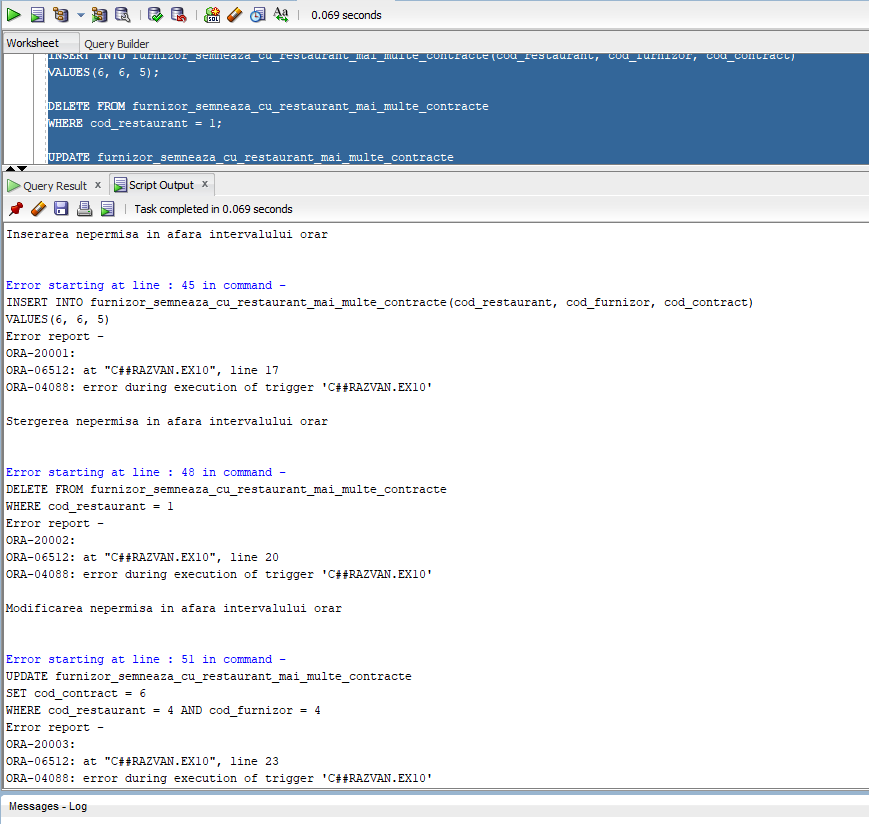 0.069 seconds
Worksheet Query Builder
INSERT INTO furnizor_semneaza_cu_restaurant_mai_multe_contracte(cod_restaurant, cod_furnizor, cod_contract)
VALUES(6, 6, 5);
DELETE FROM furnizor_semneaza_cu_restaurant_mai_multe_contracte
WHERE cod_restaurant = 1;
UPDATE furnizor_semneaza_cu_restaurant_mai_multe_contracte
Query Result x Script Output x
Task completed in 0.069 seconds
Inserarea nepermisa in afara intervalului orar
Error starting at line : 45 in command -
INSERT INTO furnizor_semneaza_cu_restaurant_mai_multe_contracte(cod_restaurant, cod_furnizor, cod_contract)
VALUES(6, 6, 5)
Error report -
ORA-20001:
ORA-06512: at "C##RAZVAN.EX10", line 17
ORA-04088: error during execution of trigger 'C##RAZVAN.EX10'
Stergerea nepermisa in afara intervalului orar
Error starting at line : 48 in command -
DELETE FROM furnizor_semneaza_cu_restaurant_mai_multe_contracte
WHERE cod_restaurant = 1
Error report -
ORA-20002:
ORA-06512: at "C##RAZVAN.EX10", line 20
ORA-04088: error during execution of trigger 'C##RAZVAN.EX10'
Modificarea nepermisa in afara intervalului orar
Error starting at line : 51 in command -
UPDATE furnizor_semneaza_cu_restaurant_mai_multe_contracte
SET cod_contract = 6
WHERE cod_restaurant = 4 AND cod_furnizor = 4
Error report -
ORA-20003:
ORA-06512: at "C##RAZVAN.EX10", line 23
ORA-04088: error during execution of trigger 'C##RAZVAN.EX10'
Messages - Log